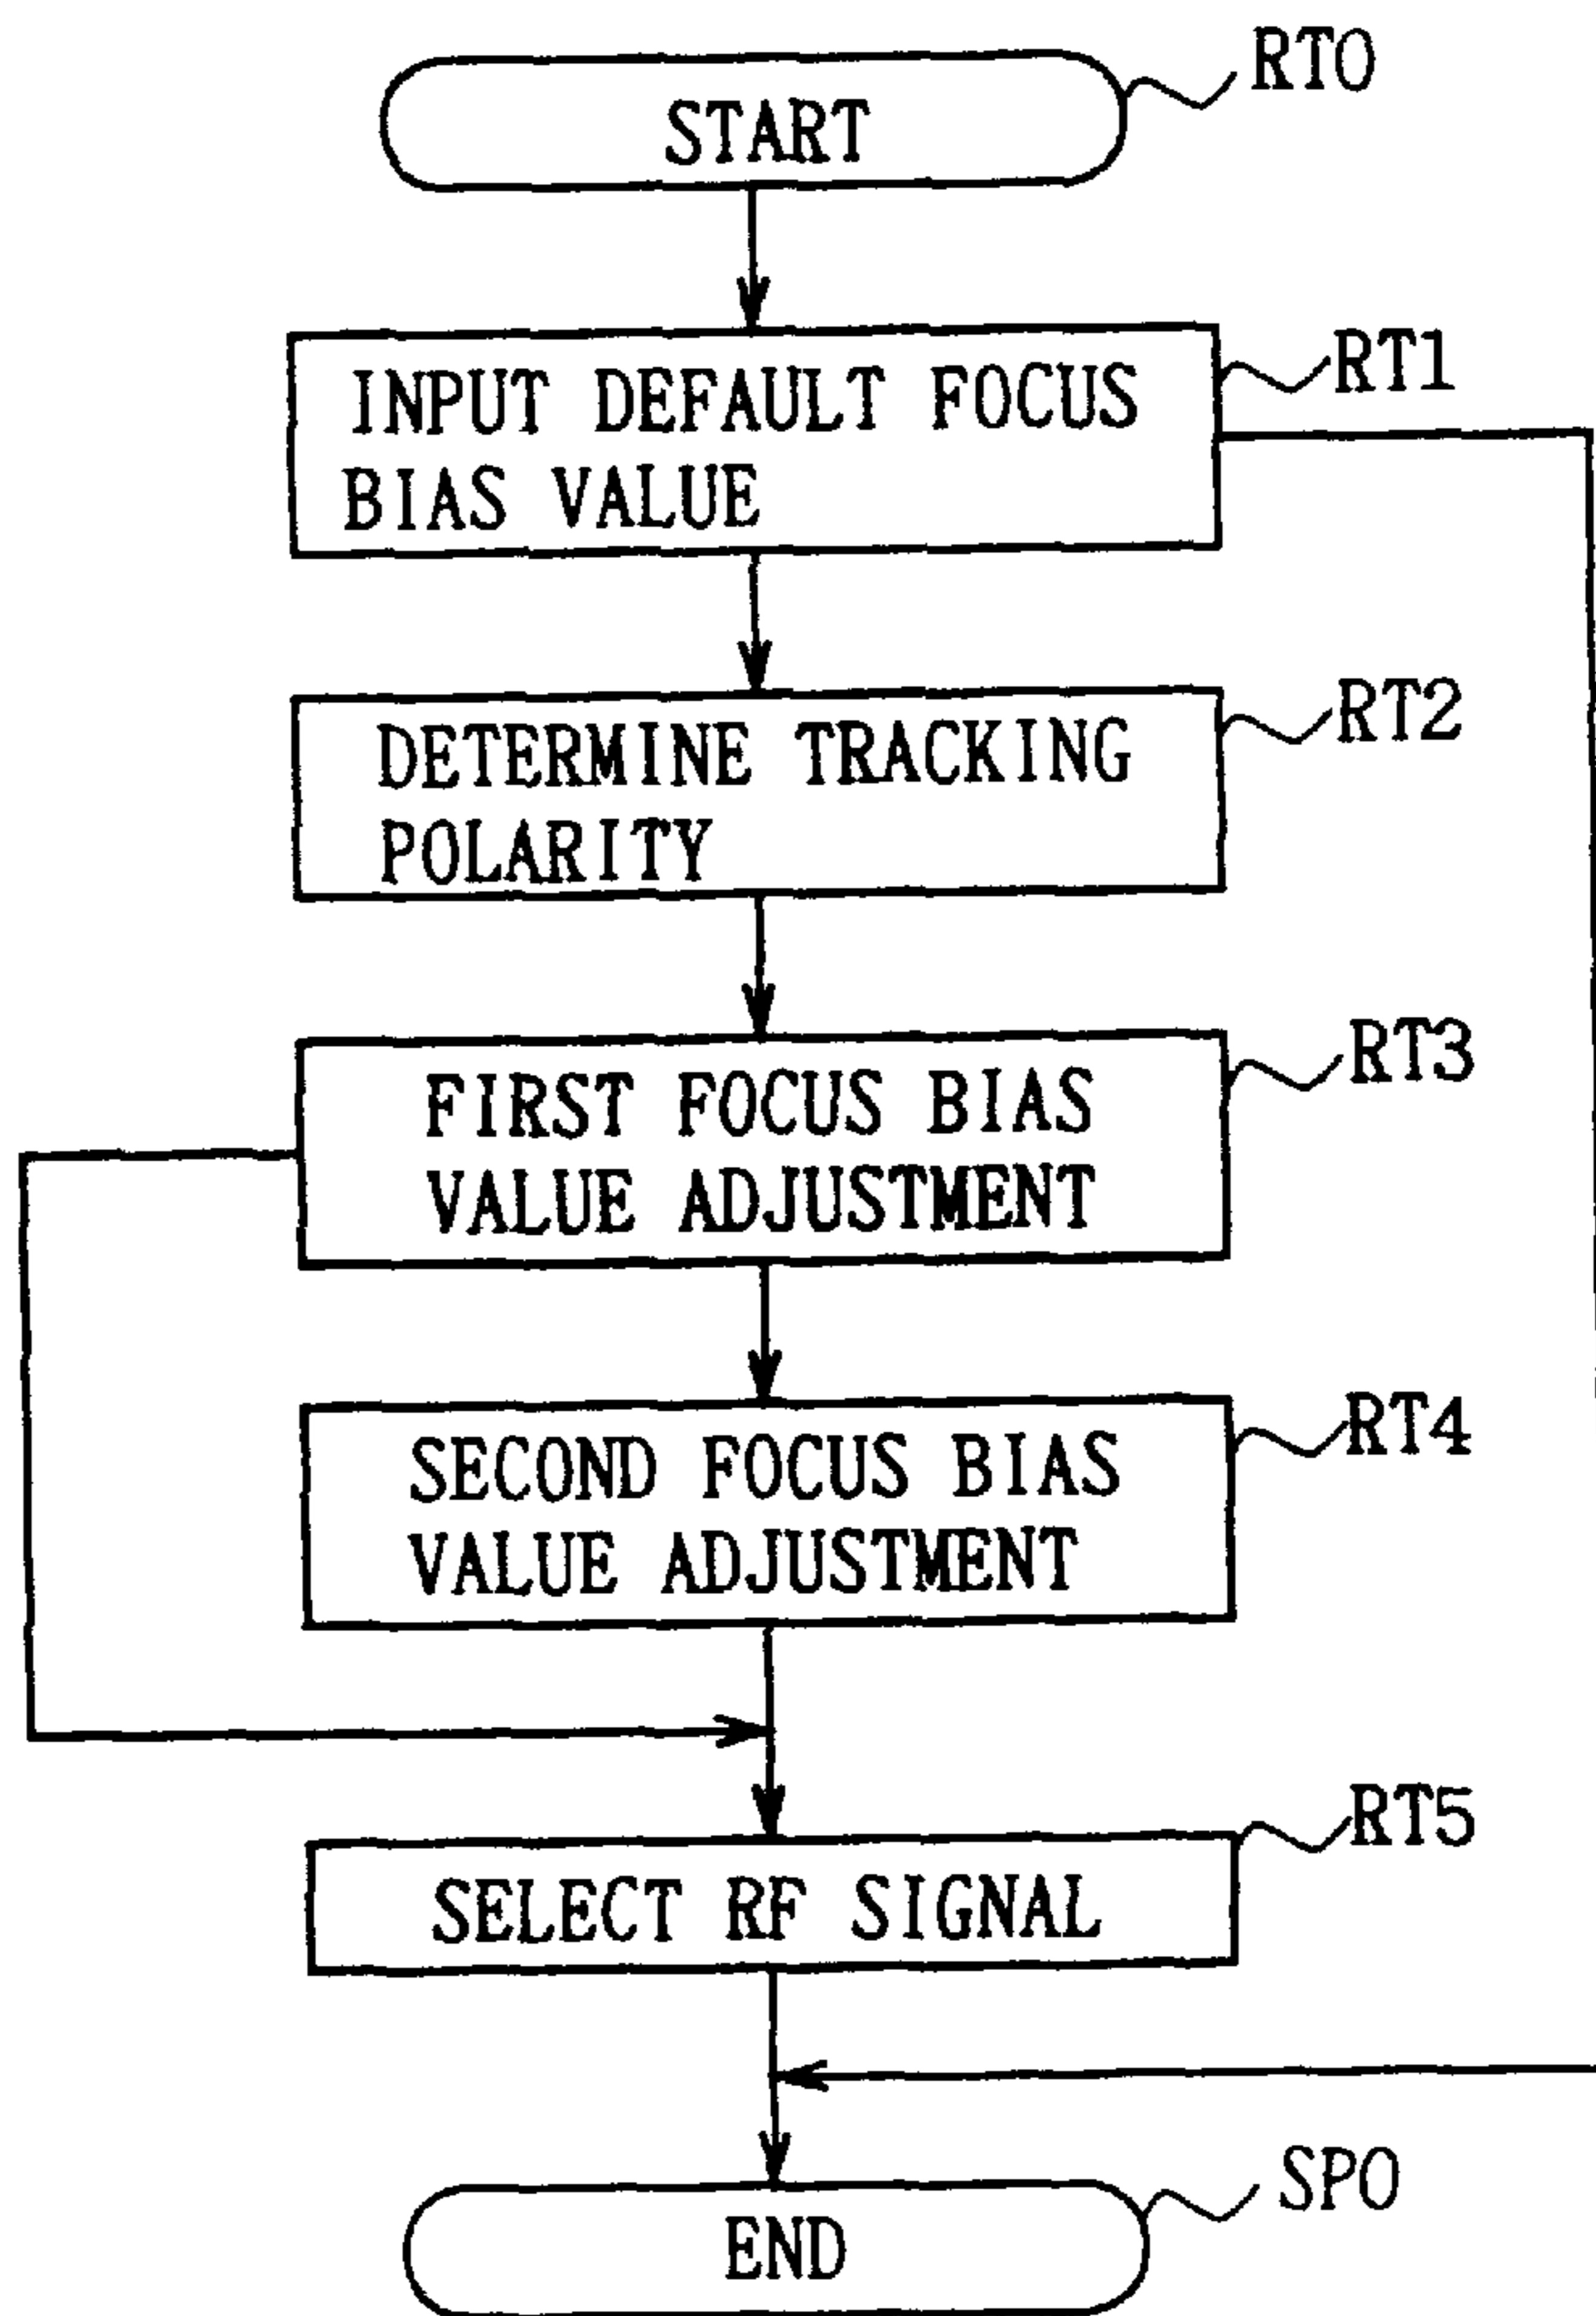 START
RT0
INPUT DEFAULT FOCUS
BIAS VALUE
RT1
DETERMINE TRACKING
POLARITY
RT2
FIRST FOCUS BIAS
VALUE ADJUSTMENT
RT3
SECOND FOCUS BIAS
VALUE ADJUSTMENT
RT4
SELECT RF SIGNAL
RT5
END
SP0